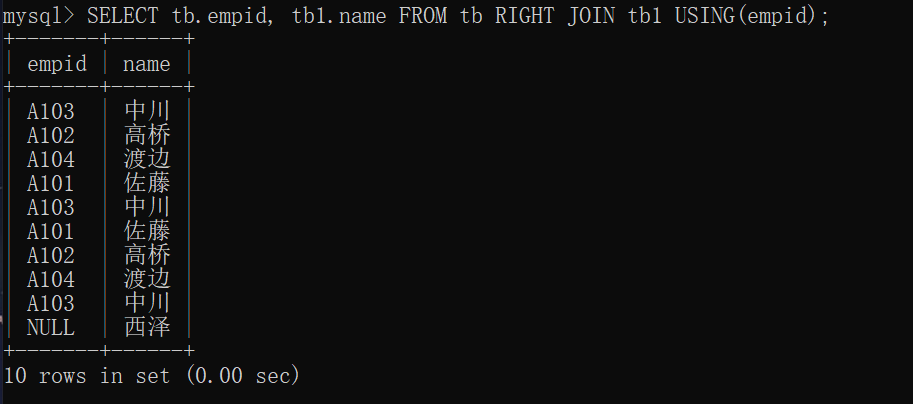 mysql> SELECT tb.empid, tb1.name FROM tb RIGHT JOIN tb1 USING(empid);
+-------+------+
| empid | name |
+-------+------+
| A103  | 中川 |
| A102  | 高桥 |
| A104  | 渡边 |
| A101  | 佐藤 |
| A103  | 中川 |
| A101  | 佐藤 |
| A102  | 高桥 |
| A104  | 渡边 |
| A103  | 中川 |
| NULL  | 西泽 |
+-------+------+
10 rows in set (0.00 sec)